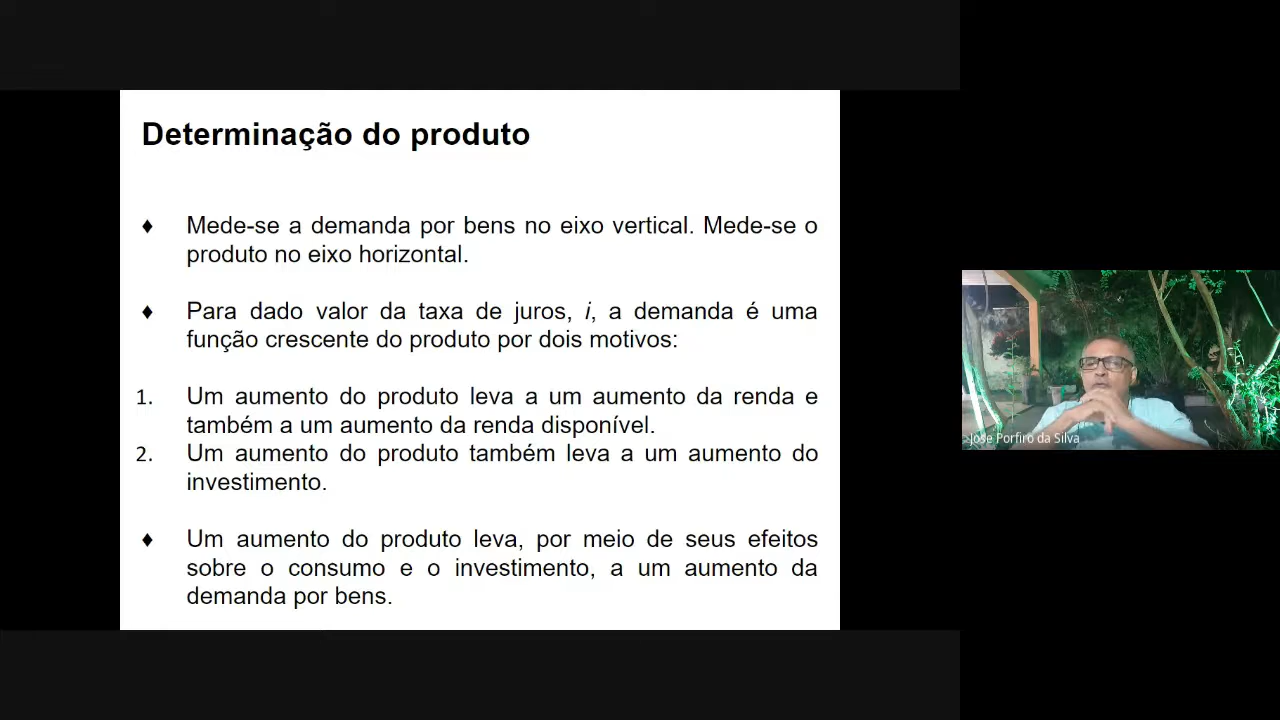 Determinação do produto
♦ Mede-se a demanda por bens no eixo vertical. Mede-se o
produto no eixo horizontal.
♦ Para dado valor da taxa de juros, i, a demanda é uma
função crescente do produto por dois motivos:
1. Um aumento do produto leva a um aumento da renda e
também a um aumento da renda disponível.
2. Um aumento do produto também leva a um aumento do
investimento.
♦ Um aumento do produto leva, por meio de seus efeitos
sobre o consumo e o investimento, a um aumento da
demanda por bens.
Jose Porfiro da Silva